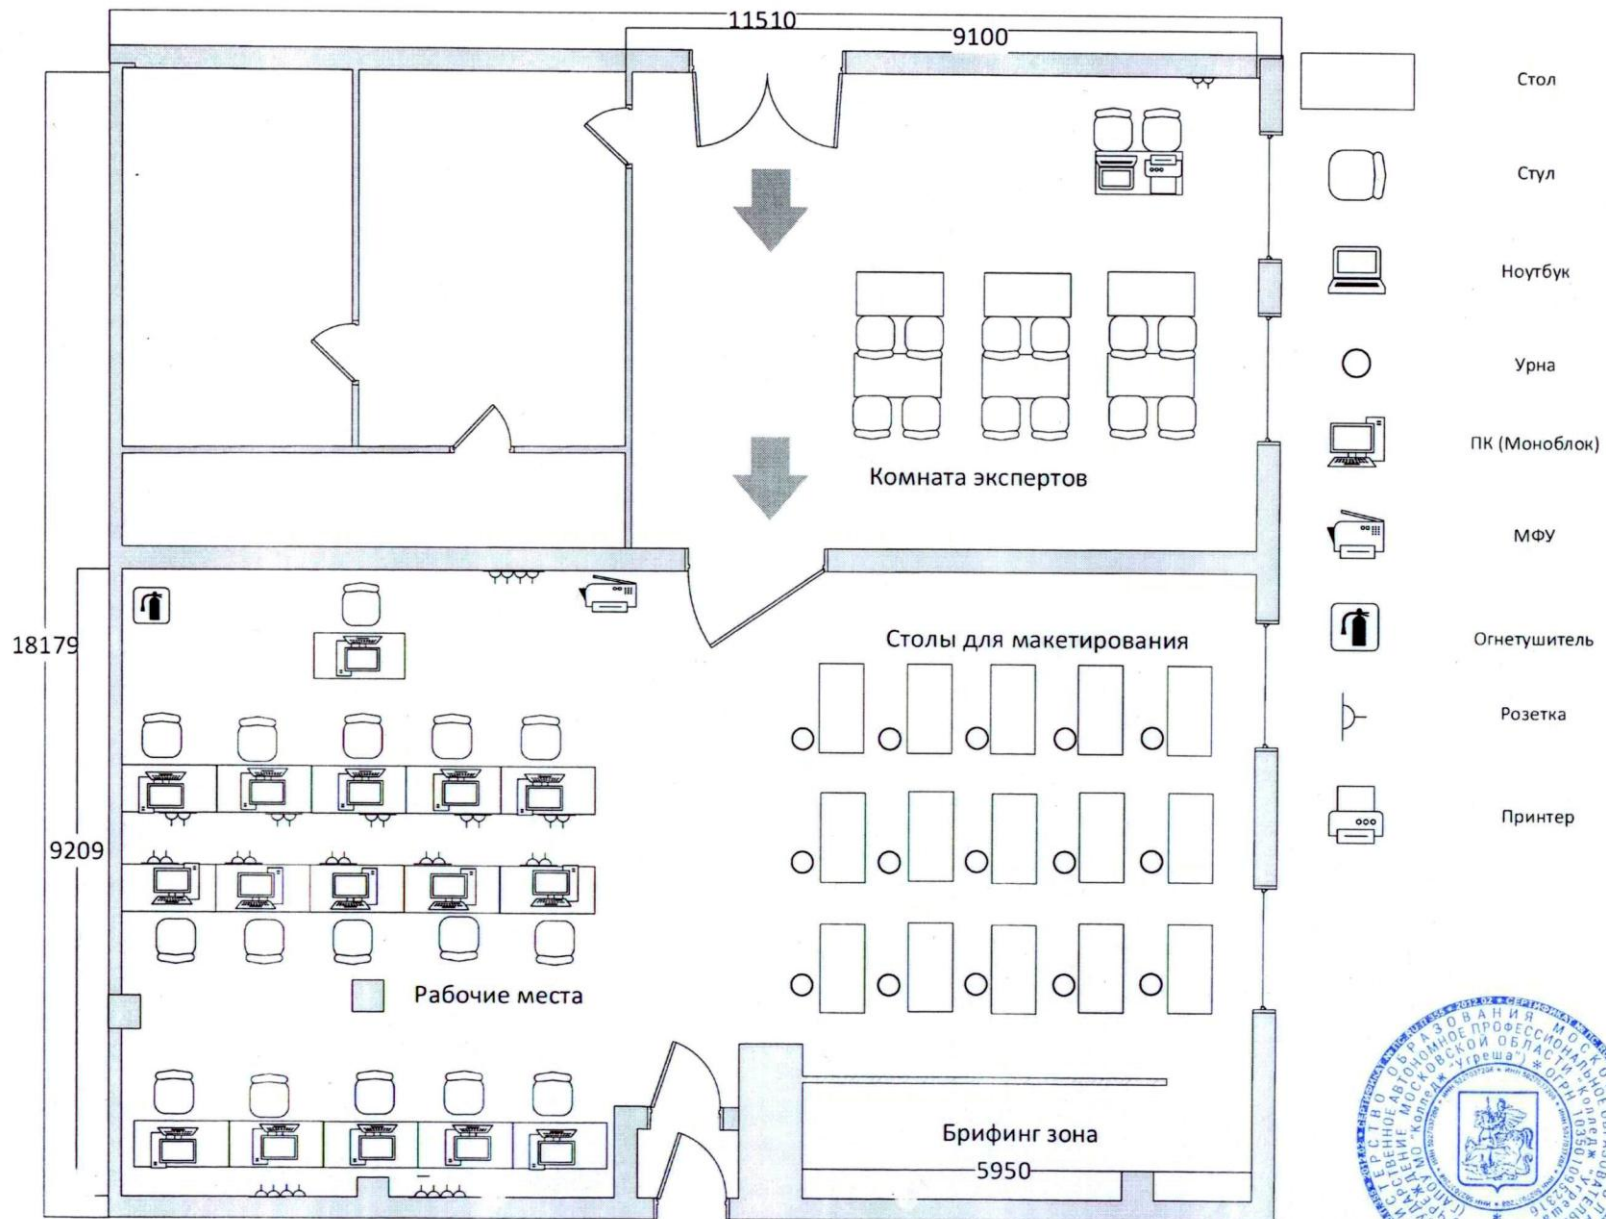 11510
9100
Стол
Стул
Ноутбук
Урна
ПК (Моноблок)
Комната экспертов
МФУ
18179
Столы для макетирования
Огнетушитель
Розетка
Принтер
9209
Рабочие места
Брифинг зона
5950